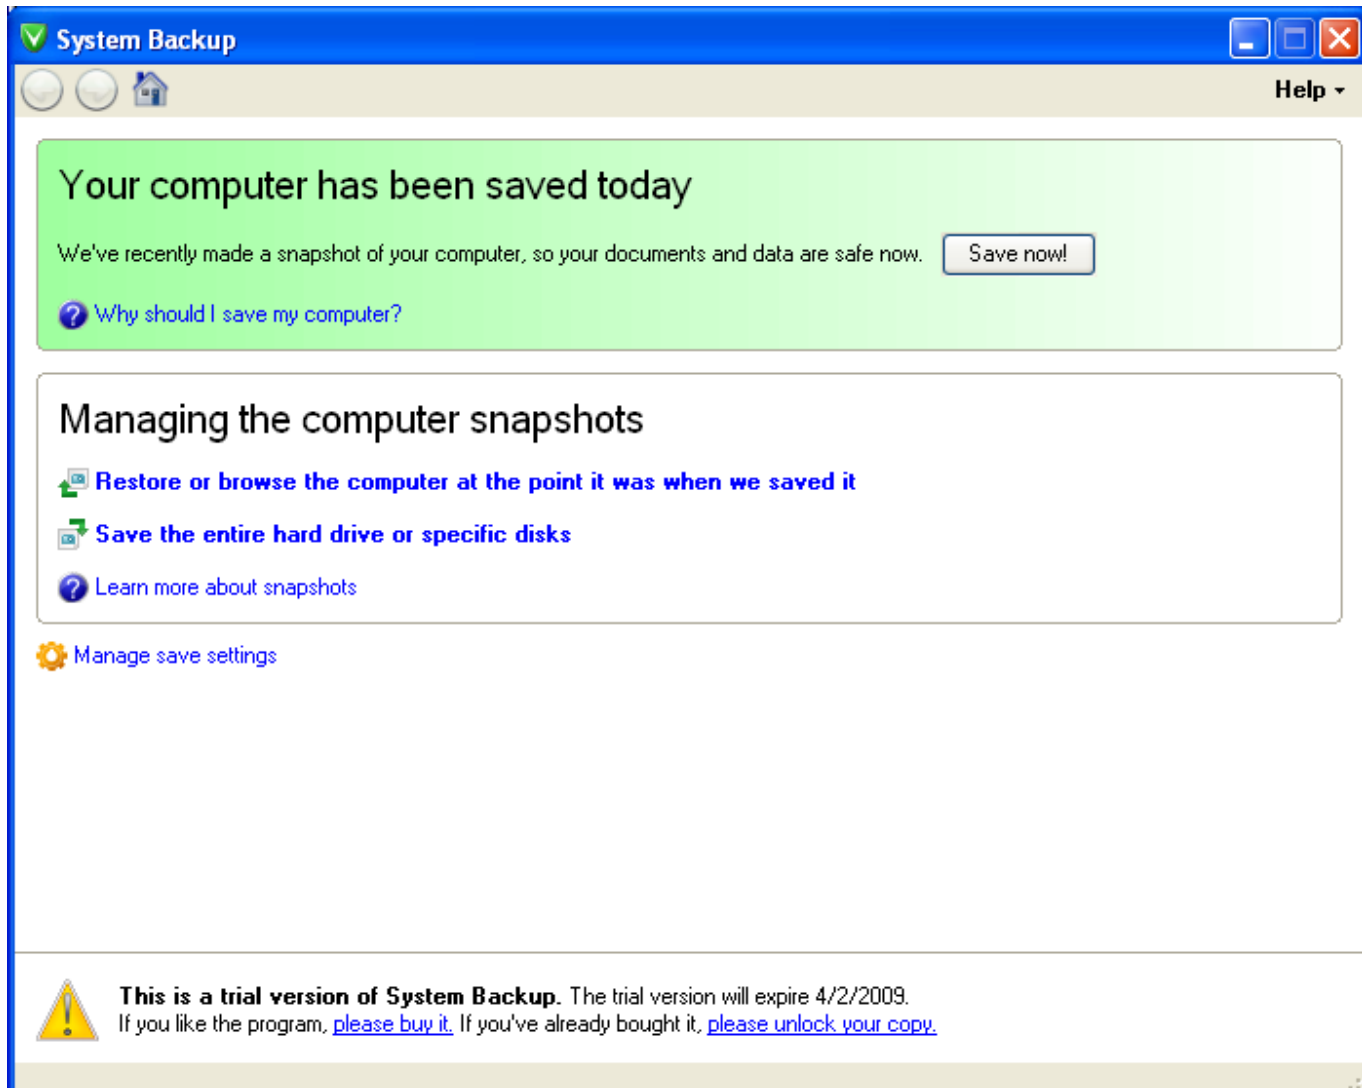 System Backup
Help
Your computer has been saved today
We've recently made a snapshot of your computer, so your documents and data are safe now. Save now!
Why should I save my computer?
Managing the computer snapshots
Restore or browse the computer at the point it was when we saved it
Save the entire hard drive or specific disks
Learn more about snapshots
Manage save settings
This is a trial version of System Backup. The trial version will expire 4/2/2009.
If you like the program, please buy it. If you've already bought it, please unlock your copy.